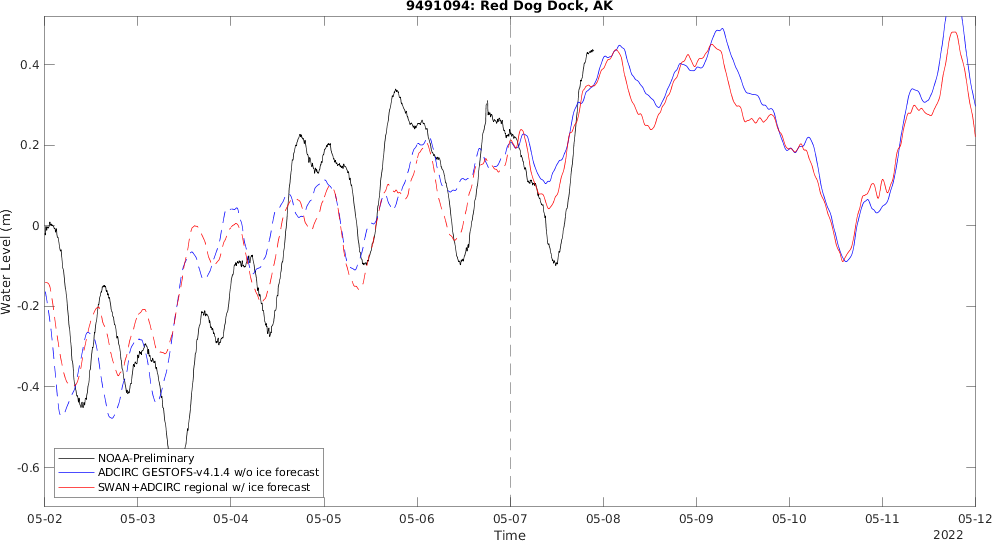 9491094: Red Dog Dock, AK
Water Level (m)
0.4
0.2
0
-0.2
-0.4
-0.6
NOAA-Preliminary
ADCIRC GESTOFS-v4.1.4 w/o ice forecast
SWAN+ADCIRC regional w/ ice forecast
05-02 05-03 05-04 05-05 05-06 05-07 05-08 05-09 05-10 05-11 05-12
Time
2022